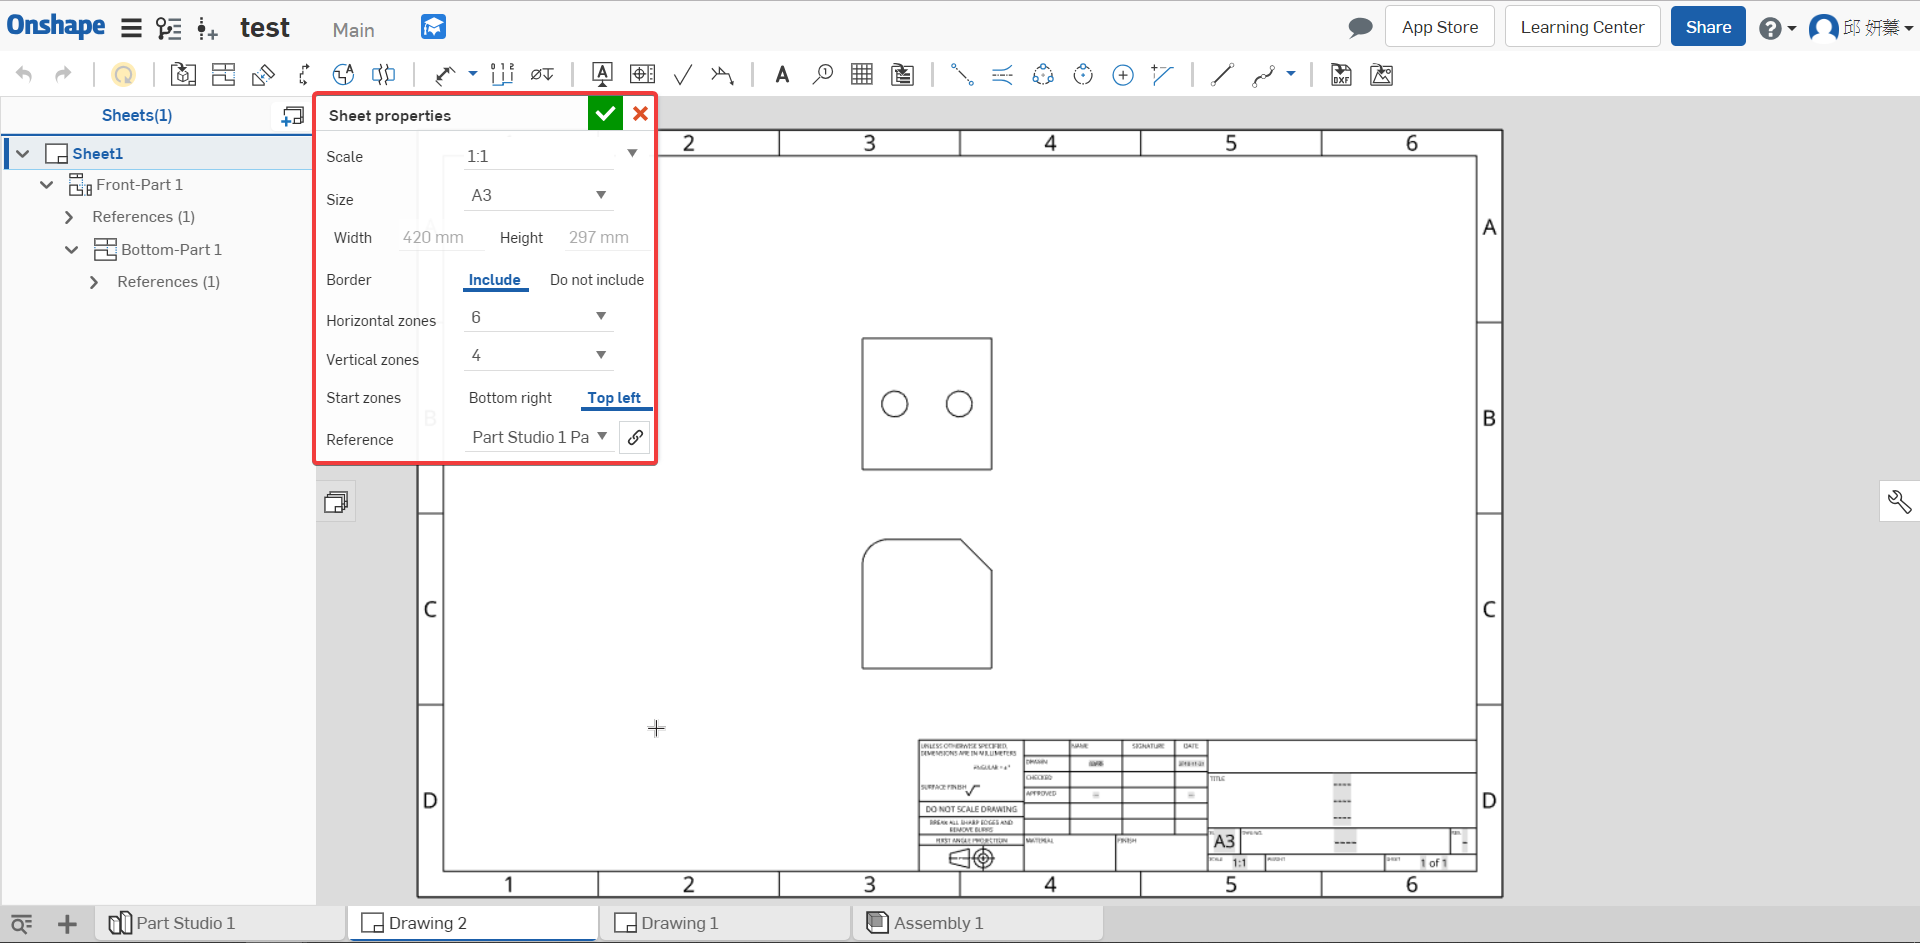 Onshape test Main App Store Learning Center Share 邱 妍蓁
Sheets(1)
Sheet1
Front-Part 1
References (1)
Bottom-Part 1
References (1)
Sheet properties
Scale 1:1
Size A3
Width 420 mm Height 297 mm
Border Include Do not include
Horizontal zones 6
Vertical zones 4
Start zones Bottom right Top left
Reference Part Studio 1 Pa
2 3 4 5 6
A
B B
C C
D D
UNLESS OTHERWISE SPECIFIED,
DIMENSIONS ARE IN MILLIMETERS
SURFACE FINISH
DO NOT SCALE DRAWING
BREAK ALL SHARP EDGES AND
REMOVE BURRS
FIRST ANGLE PROJECTION
NAME SIGNATURE DATE
DRAWN
CHECKED
APPROVED
MATERIAL FINISH
TITLE
----
----
----
A3 ---- -
SCALE 1:1 WEIGHT SHEET 1 of 1
1 2 3 4 5 6
Part Studio 1 Drawing 2 Drawing 1 Assembly 1